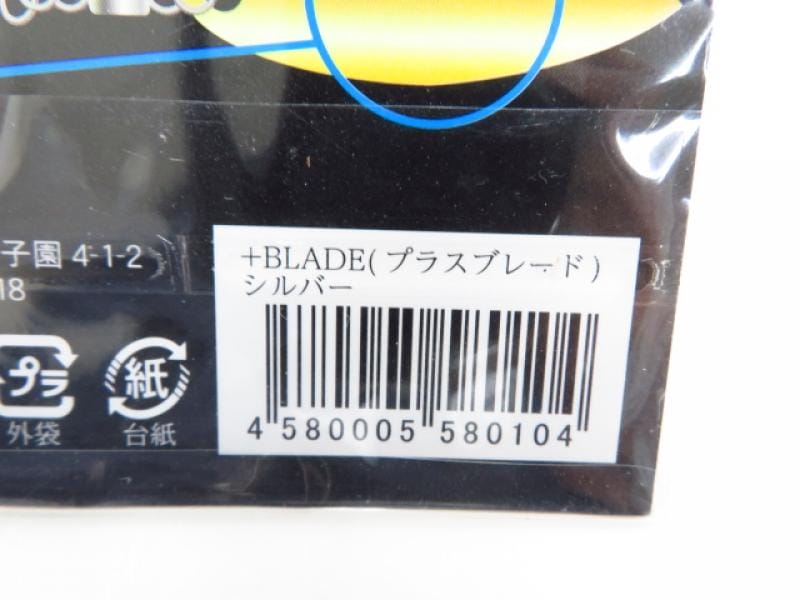 子園 4-1-2
18
+BLADE(プラスブレード)
シルバー
4 580005 580104
プラ
外袋
紙
台紙